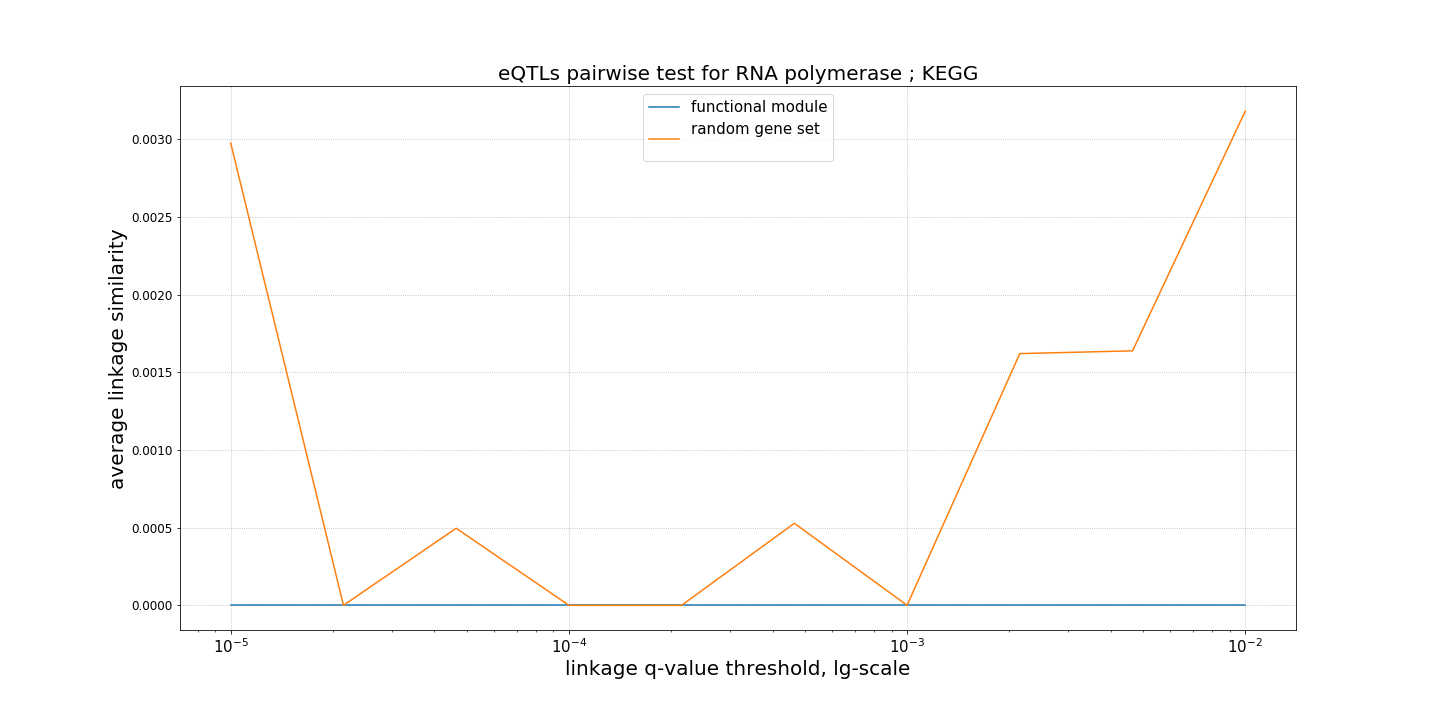 eQTLs pairwise test for RNA polymerase ; KEGG
functional module
random gene set
average linkage similarity
0.0030
0.0025
0.0020
0.0015
0.0010
0.0005
0.0000
10⁻⁵ 10⁻⁴ 10⁻³ 10⁻²
linkage q-value threshold, lg-scale